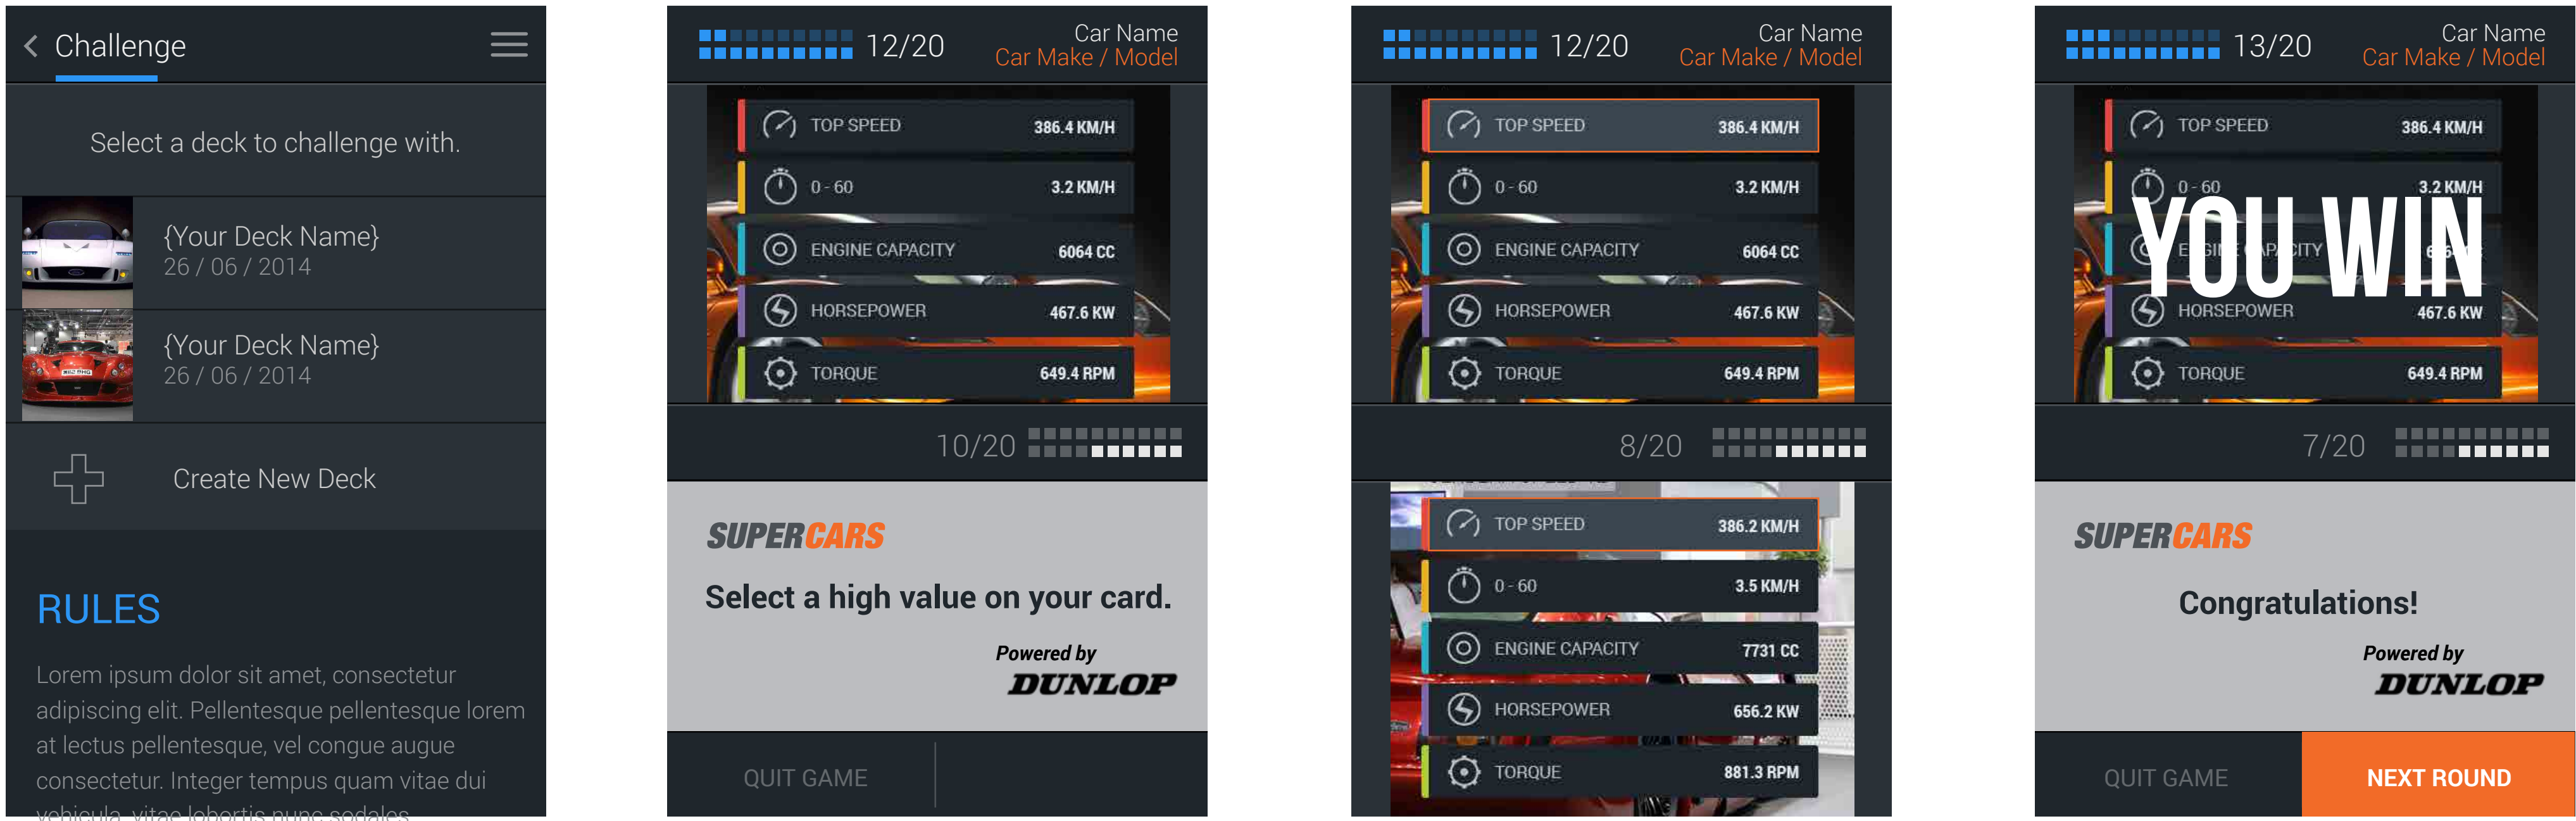 Challenge
Select a deck to challenge with.
{Your Deck Name}
26 / 06 / 2014
{Your Deck Name}
26 / 06 / 2014
Create New Deck
RULES
Lorem ipsum dolor sit amet, consectetur
adipiscing elit. Pellentesque pellentesque lorem
at lectus pellentesque, vel congue augue
consectetur. Integer tempus quam vitae dui
vehicula, vitae lobortis nunc sodales.
12/20
Car Name
Car Make / Model
TOP SPEED 386.4 KM/H
0 - 60 3.2 KM/H
ENGINE CAPACITY 6064 CC
HORSEPOWER 467.6 KW
TORQUE 649.4 RPM
10/20
SUPERCARS
Select a high value on your card.
Powered by
DUNLOP
QUIT GAME
12/20
Car Name
Car Make / Model
TOP SPEED 386.4 KM/H
0 - 60 3.2 KM/H
ENGINE CAPACITY 6064 CC
HORSEPOWER 467.6 KW
TORQUE 649.4 RPM
8/20
TOP SPEED 386.2 KM/H
0 - 60 3.5 KM/H
ENGINE CAPACITY 7731 CC
HORSEPOWER 656.2 KW
TORQUE 881.3 RPM
13/20
Car Name
Car Make / Model
TOP SPEED 386.4 KM/H
0 - 60 3.2 KM/H
YOU WIN
ENGINE CAPACITY
HORSEPOWER 467.6 KW
TORQUE 649.4 RPM
7/20
SUPERCARS
Congratulations!
Powered by
DUNLOP
QUIT GAME
NEXT ROUND